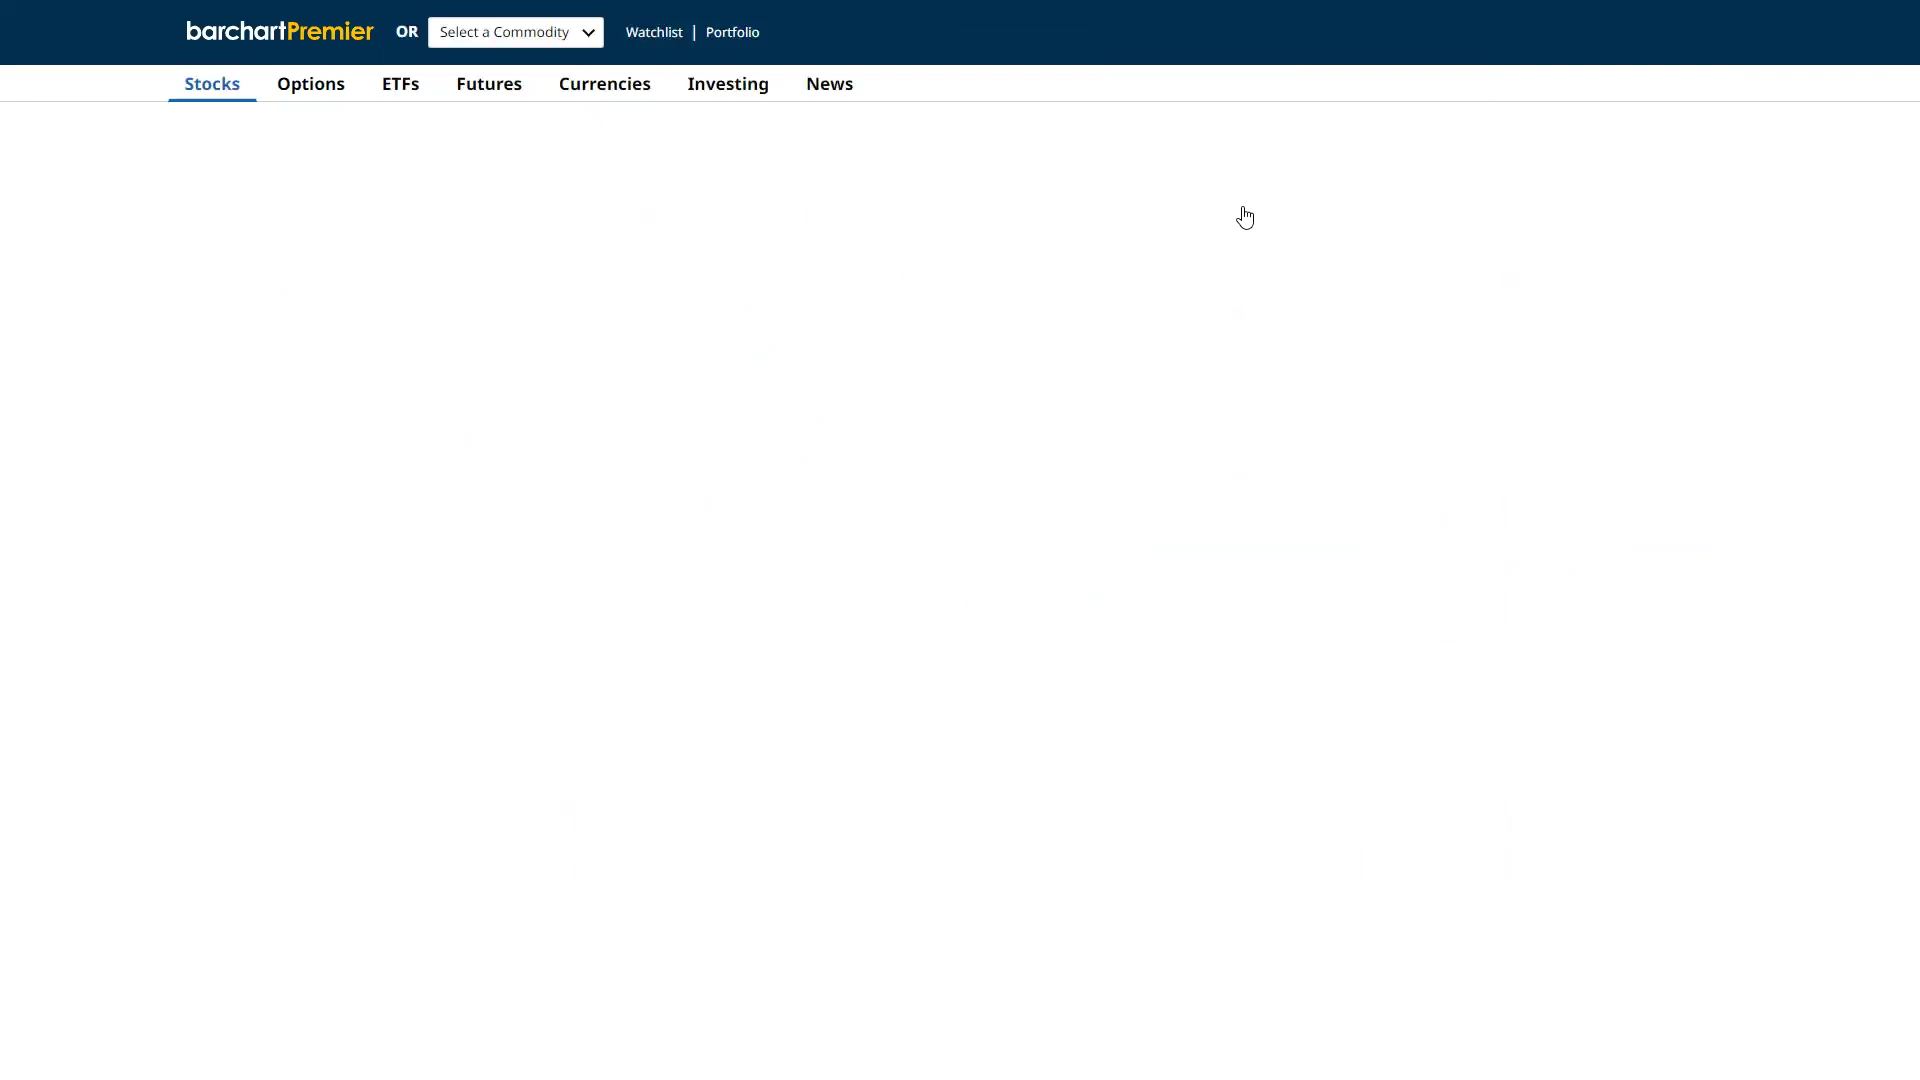 barchartPremier OR Select a Commodity Watchlist | Portfolio
Stocks Options ETFs Futures Currencies Investing News